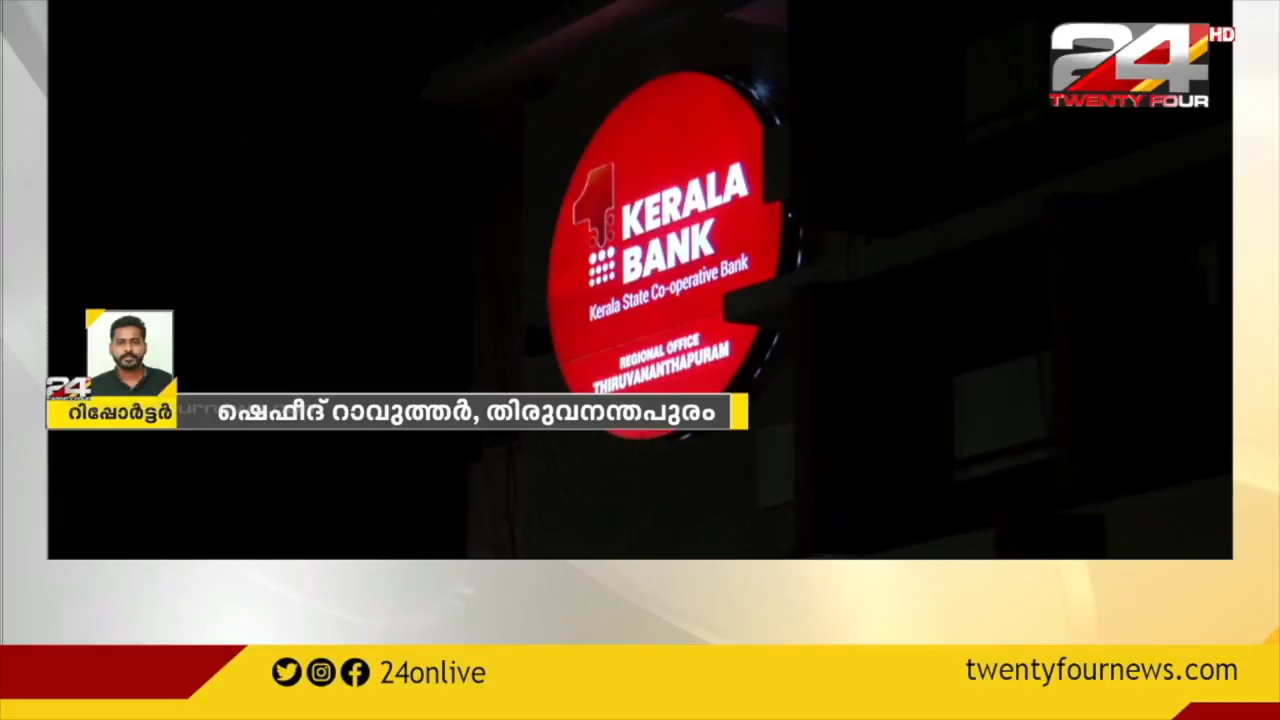 24 HD
TWENTY FOUR
KERALA
BANK
Kerala State Co-operative Bank
REGIONAL OFFICE
THIRUVANANTHAPURAM
24
റിപ്പോർട്ടർ
ഷെഫീദ് റാവുത്തർ, തിരുവനന്തപുരം
24onlive
twentyfournews.com